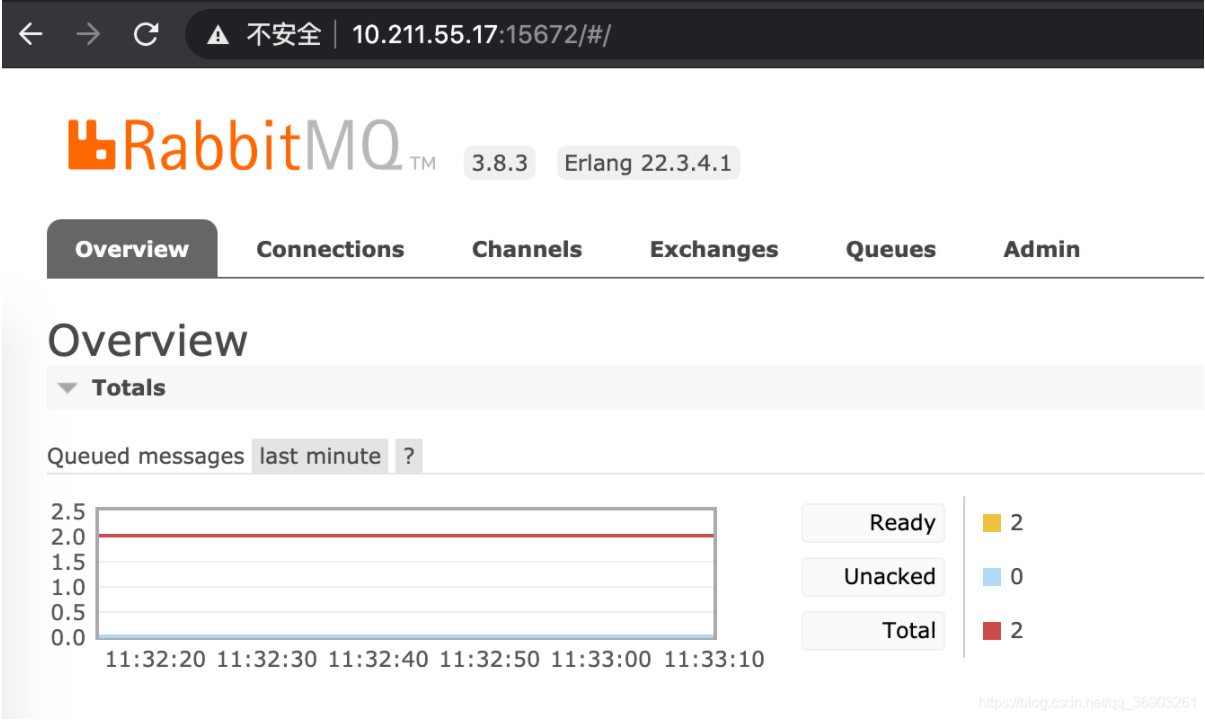 不安全 10.211.55.17:15672/#/
RabbitMQ TM 3.8.3 Erlang 22.3.4.1
Overview Connections Channels Exchanges Queues Admin
Overview
Totals
Queued messages last minute ?
2.5
2.0
1.5
1.0
0.5
0.0
11:32:20 11:32:30 11:32:40 11:32:50 11:33:00 11:33:10
Ready 2
Unacked 0
Total 2
https://blog.csdn.net/qq_36903261